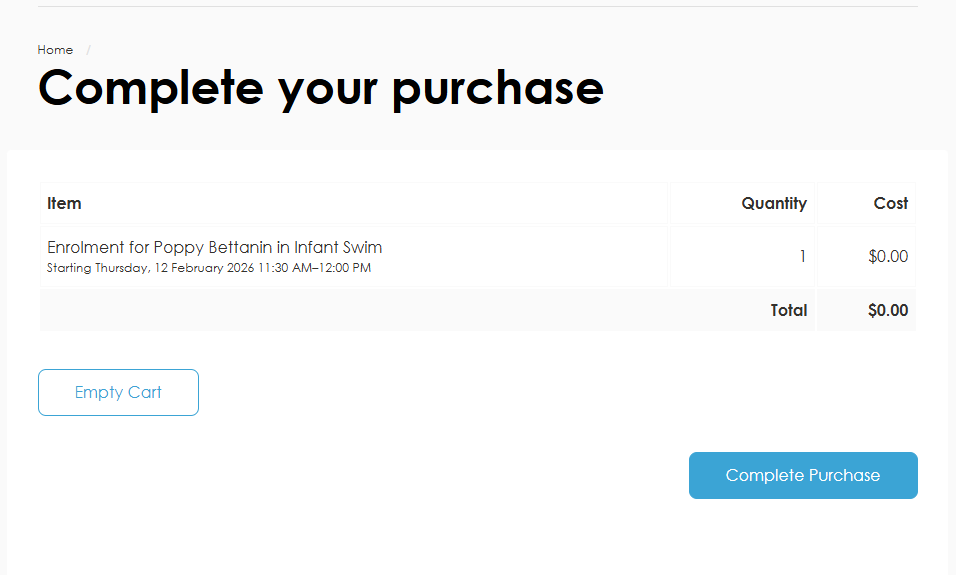 Home /
Complete your purchase
Item Quantity Cost
Enrolment for Poppy Bettanin in Infant Swim
Starting Thursday, 12 February 2026 11:30 AM–12:00 PM
1 $0.00
Total $0.00
Empty Cart
Complete Purchase